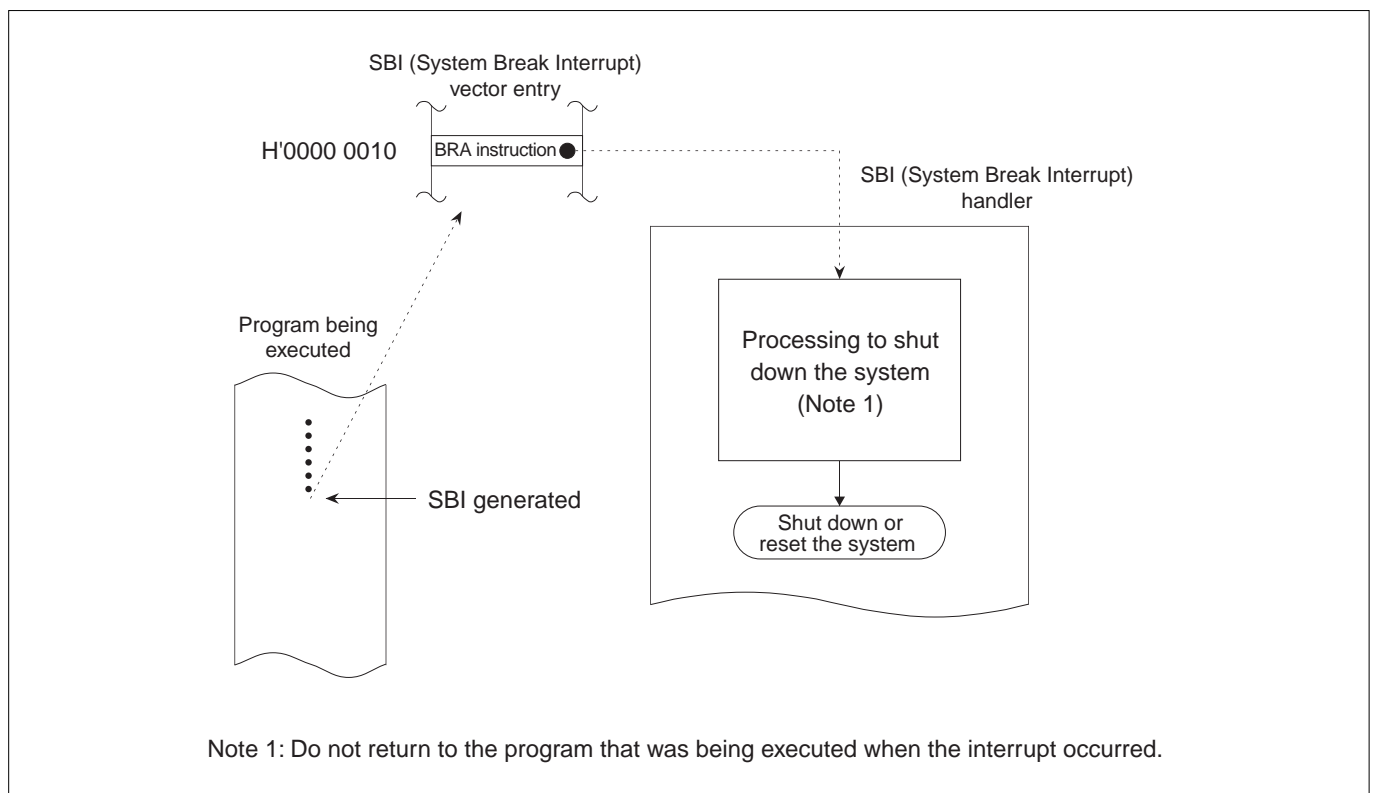 SBI (System Break Interrupt)
vector entry
H'0000 0010
BRA instruction
SBI (System Break Interrupt)
handler
Program being
executed
Processing to shut
down the system
(Note 1)
SBI generated
Shut down or
reset the system
Note 1: Do not return to the program that was being executed when the interrupt occurred.